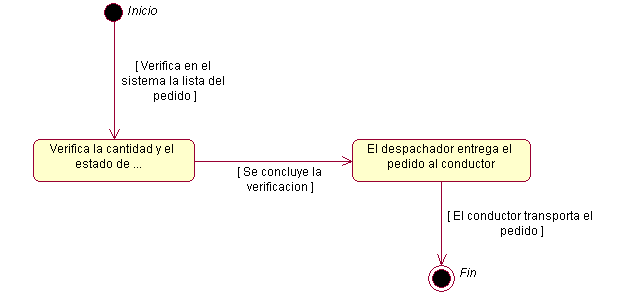 Inicio
[ Verifica en el
sistema la lista del
pedido ]
Verifica la cantidad y el
estado de ...
[ Se concluye la
verificacion ]
El despachador entrega el
pedido al conductor
[ El conductor transporta el
pedido ]
Fin